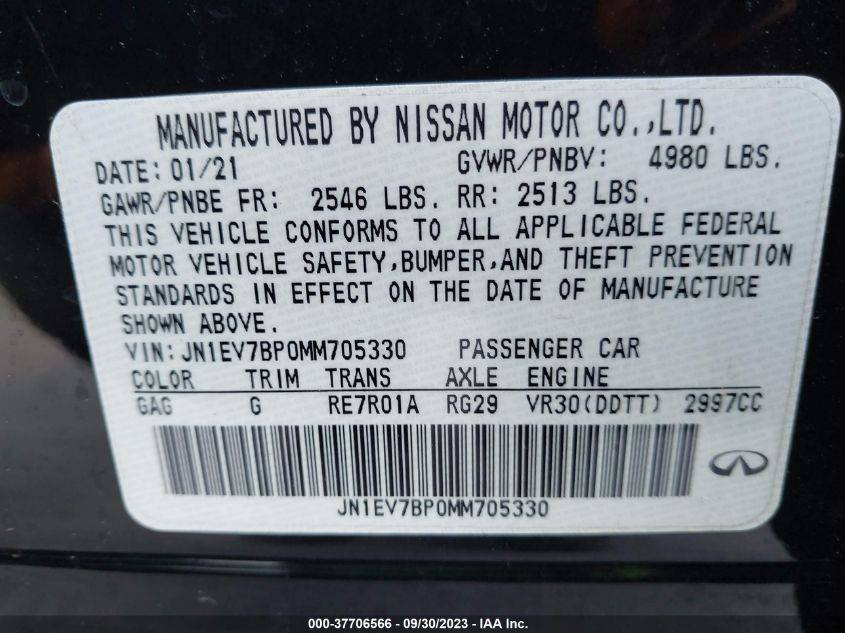 MANUFACTURED BY NISSAN MOTOR CO.,LTD.
DATE: 01/21 GVWR/PNBV: 4980 LBS.
GAWR/PNBE FR: 2546 LBS. RR: 2513 LBS.
THIS VEHICLE CONFORMS TO ALL APPLICABLE FEDERAL
MOTOR VEHICLE SAFETY,BUMPER,AND THEFT PREVENTION
STANDARDS IN EFFECT ON THE DATE OF MANUFACTURE
SHOWN ABOVE.
VIN:JN1EV7BP0MM705330 PASSENGER CAR
COLOR TRIM TRANS AXLE ENGINE
GAG G RE7R01A RG29 VR30(DDTT) 2997CC
JN1EV7BP0MM705330
000-37706566 - 09/30/2023 - IAA Inc.